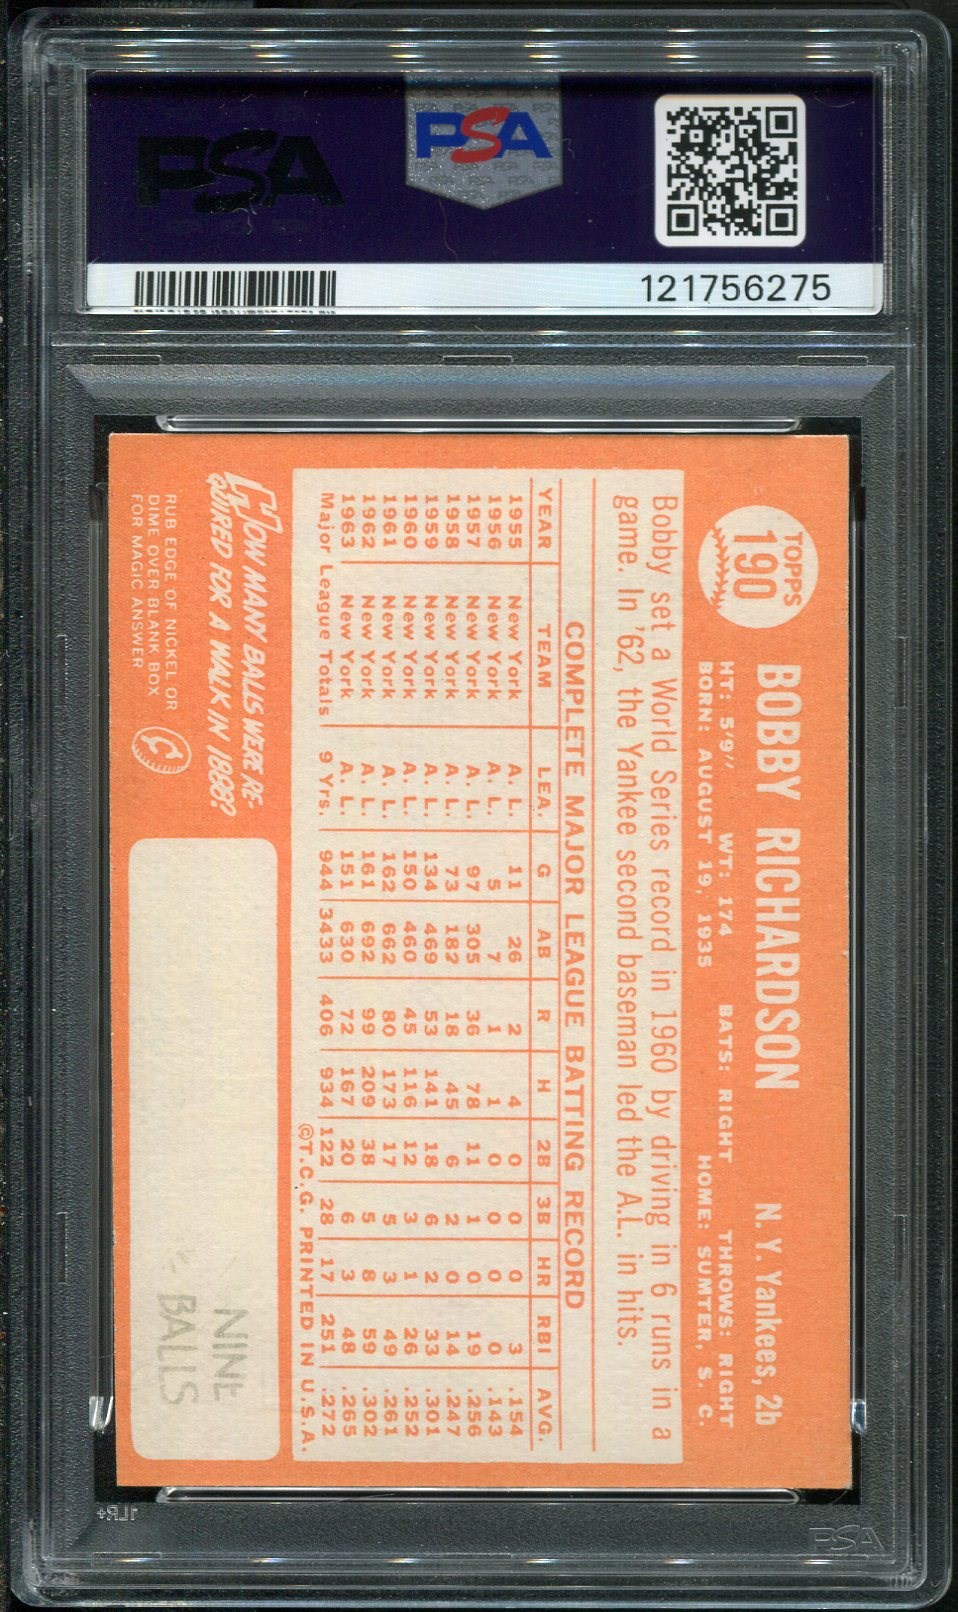 PSA
PSA
121756275
TOPPS
190
BOBBY RICHARDSON N. Y. Yankees, 2b
HT: 5'9" WT: 174 BATS: RIGHT THROWS: RIGHT
BORN: AUGUST 19, 1935 HOME: SUMTER, S. C.
Bobby set a World Series record in 1960 by driving in 6 runs in a
game. In '62, the Yankee second baseman led the A.L. in hits.
COMPLETE MAJOR LEAGUE BATTING RECORD
YEAR TEAM LEA. G AB R H 2B 3B HR RBI AVG.
1955 New York A. L. 11 26 2 4 0 0 0 3 .154
1956 New York A. L. 5 7 1 1 0 0 0 0 .143
1957 New York A. L. 97 305 36 78 11 1 0 19 .256
1958 New York A. L. 73 182 18 45 6 2 0 14 .247
1959 New York A. L. 134 469 53 141 18 6 2 33 .301
1960 New York A. L. 150 460 45 116 12 3 1 26 .252
1961 New York A. L. 162 662 80 173 17 5 3 49 .261
1962 New York A. L. 161 692 99 209 38 5 8 59 .302
1963 New York A. L. 151 630 72 167 20 6 3 48 .265
Major League Totals 9 Yrs. 944 3433 406 934 122 28 17 251 .272
©T.C.G. PRINTED IN U.S.A.
HOW MANY BALLS WERE RE-
QUIRED FOR A WALK IN 1886?
RUB EDGE OF NICKEL OR
DIME OVER BLANK BOX
FOR MAGIC ANSWER
NINE
BALLS
1LR+
PSA